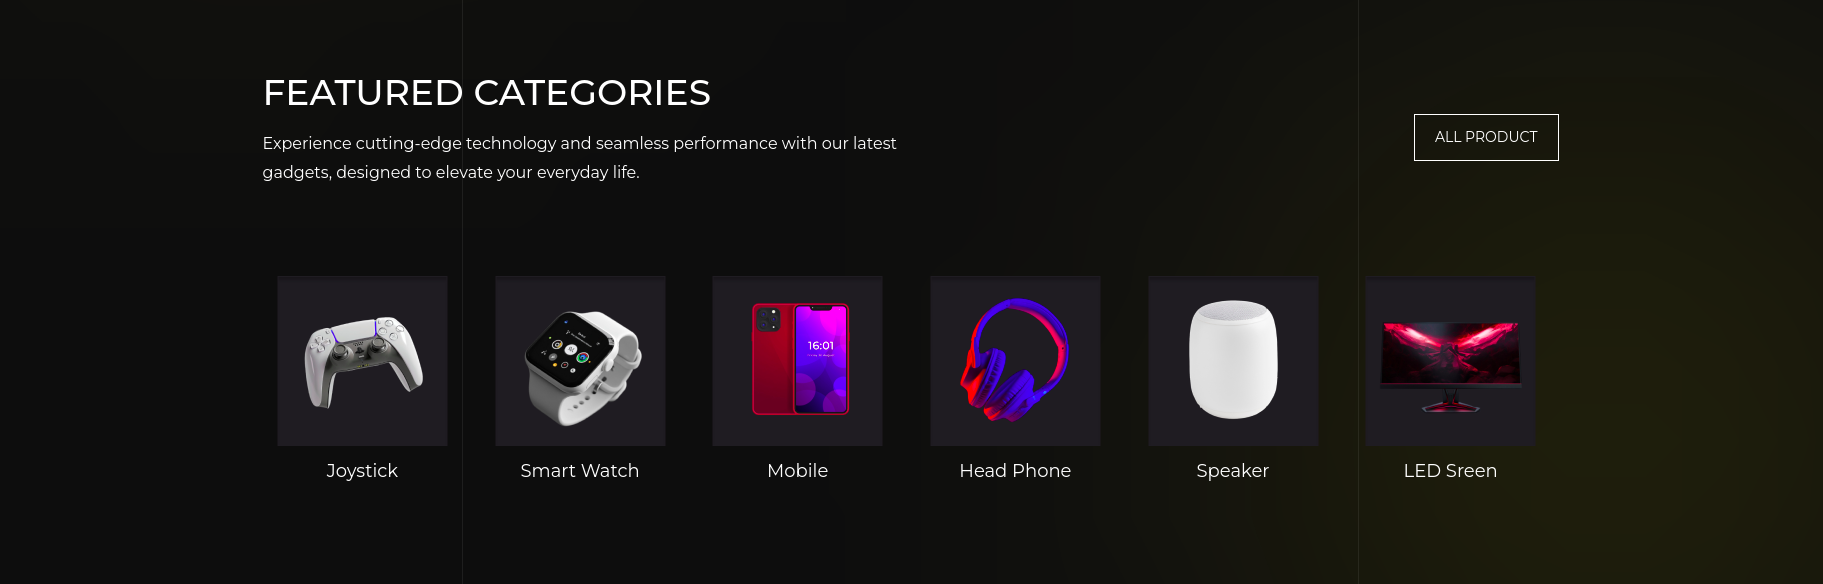 FEATURED CATEGORIES
Experience cutting-edge technology and seamless performance with our latest
gadgets, designed to elevate your everyday life.
ALL PRODUCT
16:01
Joystick
Smart Watch
Mobile
Head Phone
Speaker
LED Sreen